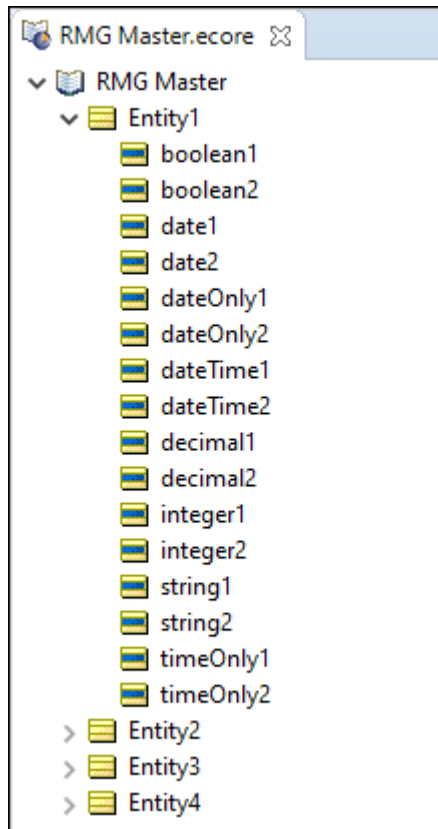 RMG Master.ecore
RMG Master
Entity1
boolean1
boolean2
date1
date2
dateOnly1
dateOnly2
dateTime1
dateTime2
decimal1
decimal2
integer1
integer2
string1
string2
timeOnly1
timeOnly2
Entity2
Entity3
Entity4